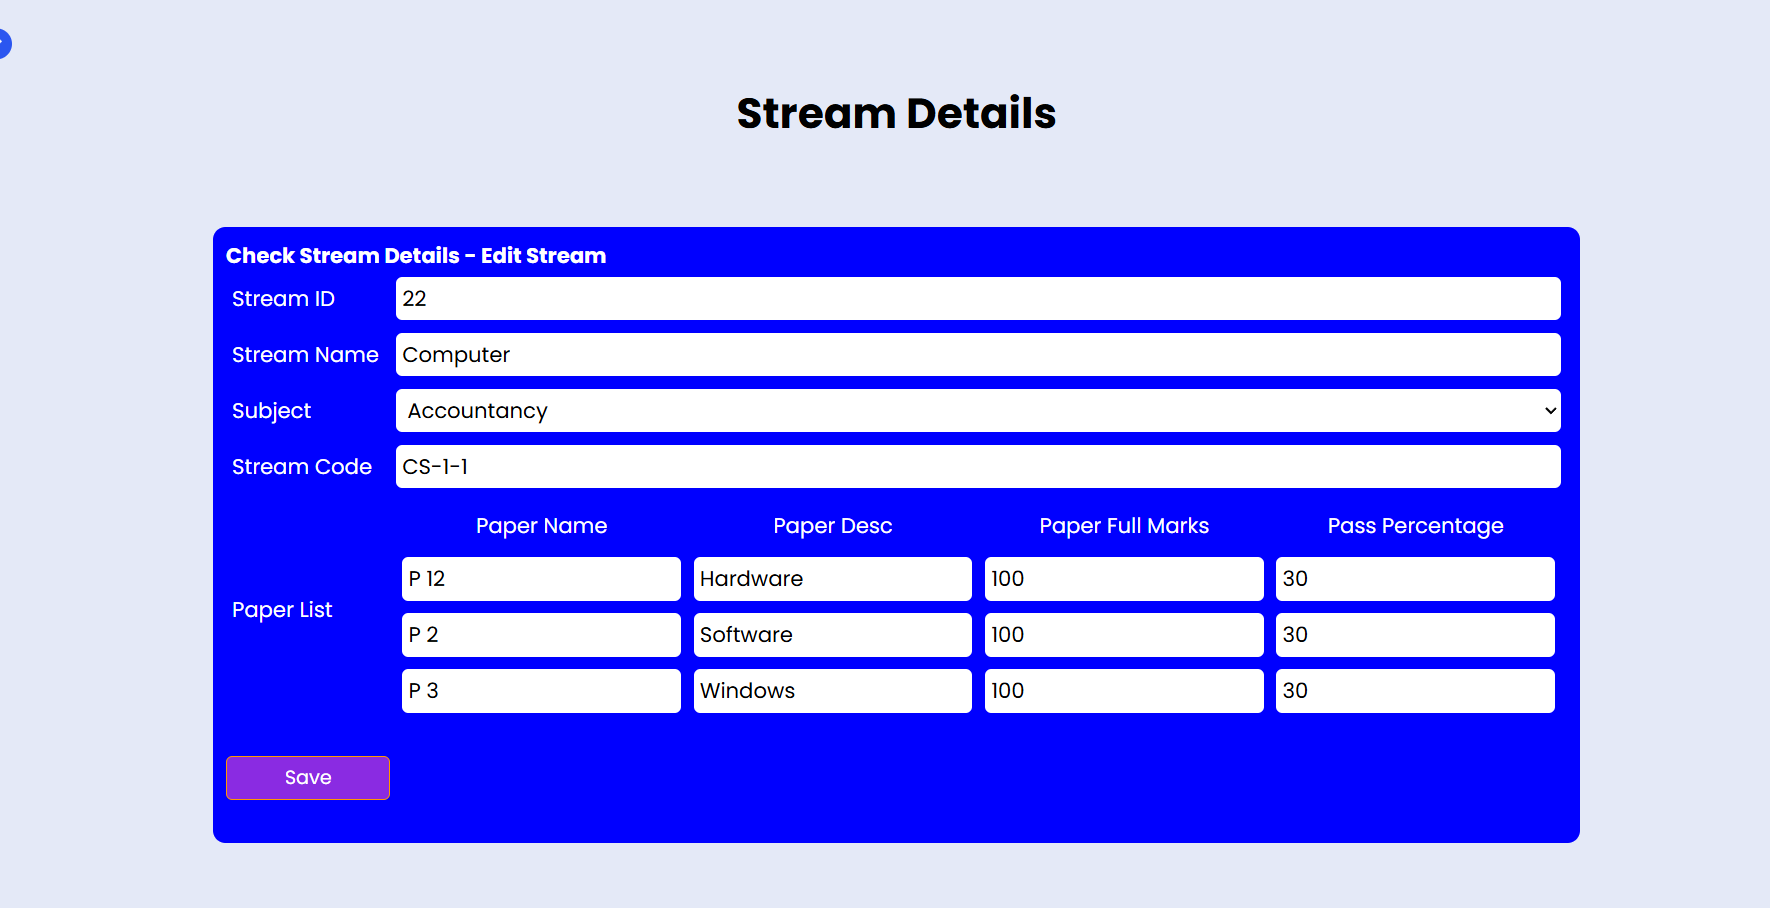 Stream Details
Check Stream Details - Edit Stream
Stream ID 22
Stream Name Computer
Subject Accountancy
Stream Code CS-1-1
Paper Name Paper Desc Paper Full Marks Pass Percentage
P 12 Hardware 100 30
Paper List
P 2 Software 100 30
P 3 Windows 100 30
Save